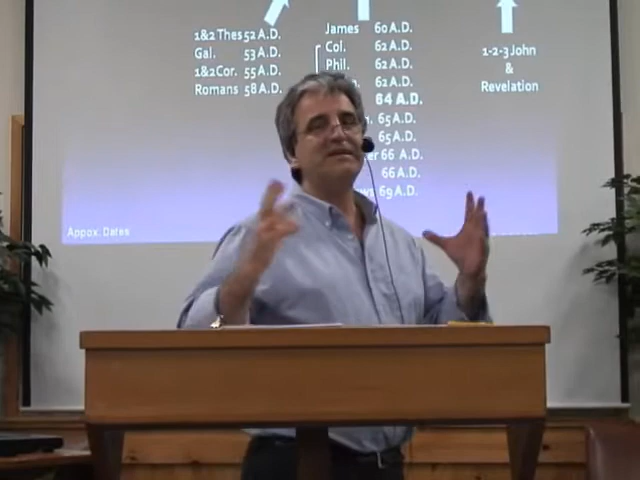 1&2 Thes 52 A.D.
Gal. 53 A.D.
1&2 Cor. 55 A.D.
Romans 58 A.D.
James 60 A.D.
Col. 62 A.D.
Phil. 62 A.D.
62 A.D.
64 A.D.
65 A.D.
65 A.D.
66 A.D.
66 A.D.
69 A.D.
1-2-3 John
&
Revelation
Appox. Dates